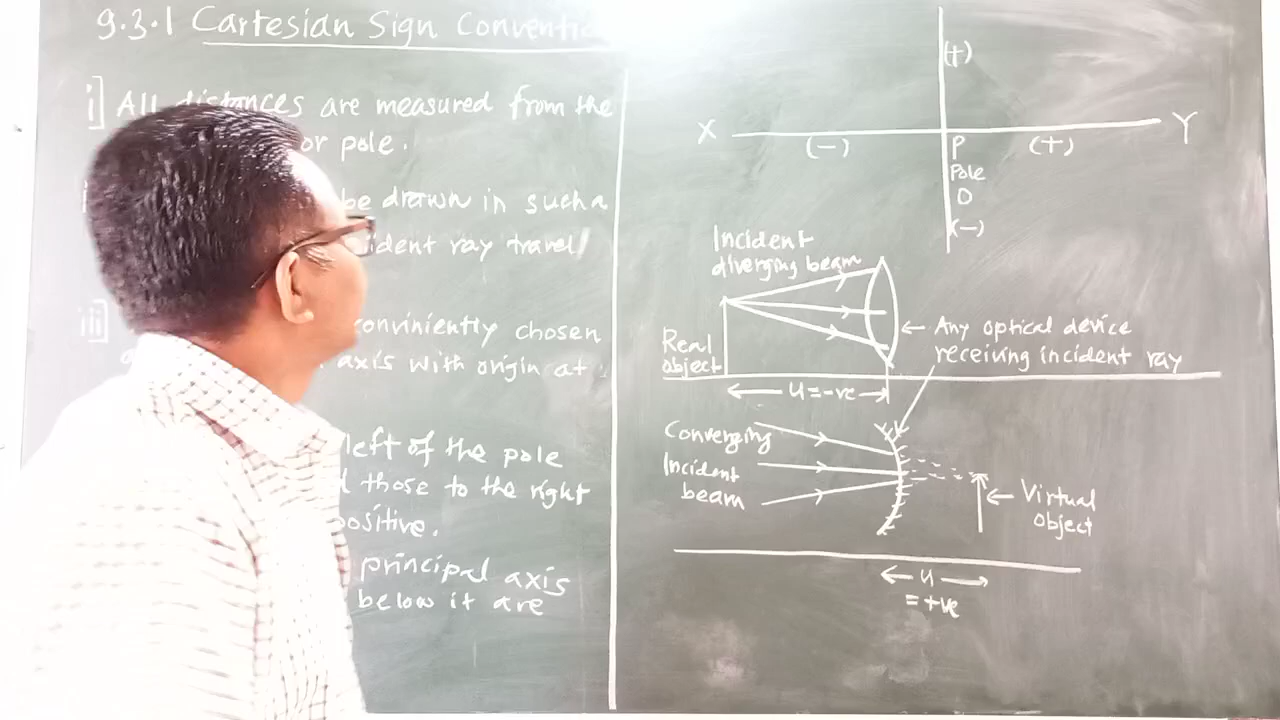 9.3.1 Cartesian Sign Conventio
i] All distances are measured from the
or pole.
be drawn in such a
ident ray travel
iii] conviniently chosen
axis with origin at
left of the pole
those to the right
positive.
principal axis
below it are
(+)
X Y
(-) P (+)
Pole
O
(-)
Incident
diverging beam
Real
object
Any optical device
receiving incident ray
u=-ve
Converging
Incident
beam
Virtual
object
u
=+ve